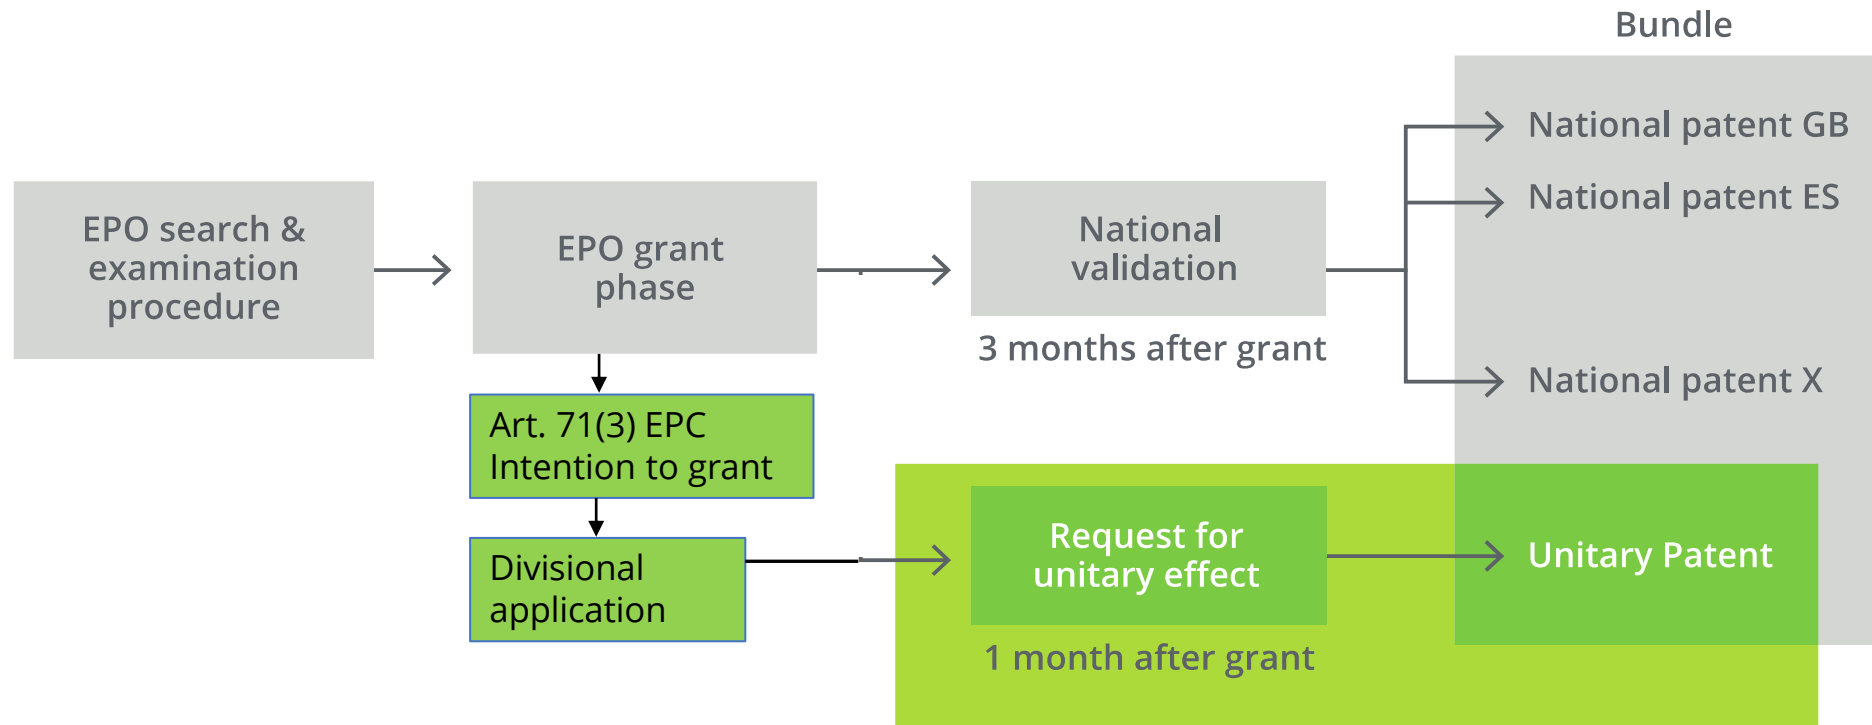 Bundle
EPO search &
examination
procedure
EPO grant
phase
National
validation
3 months after grant
National patent GB
National patent ES
National patent X
Art. 71(3) EPC
Intention to grant
Divisional
application
Request for
unitary effect
1 month after grant
Unitary Patent